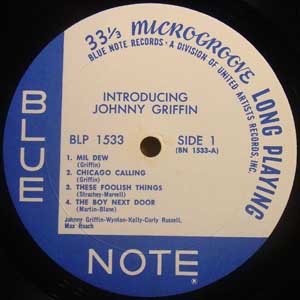 33 1/3 MICROGROOVE LONG PLAYING
BLUE NOTE RECORDS • A DIVISION OF UNITED ARTISTS RECORDS, INC.
INTRODUCING
JOHNNY GRIFFIN
BLP 1533 SIDE 1
(BN 1533-A)
1. MIL DEW
(Griffin)
2. CHICAGO CALLING
(Griffin)
3. THESE FOOLISH THINGS
(Strachey-Marvell)
4. THE BOY NEXT DOOR
(Martin-Blane)
Johnny Griffin-Wynton-Kelly-Curly Russell,
Max Roach
BLUE
NOTE ®